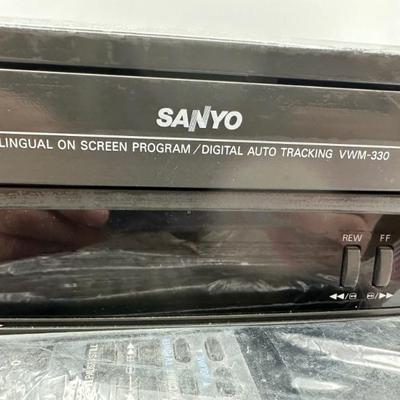 SANYO
LINGUAL ON SCREEN PROGRAM/DIGITAL AUTO TRACKING VWM-330
REW FF
◀◀/ /▶▶